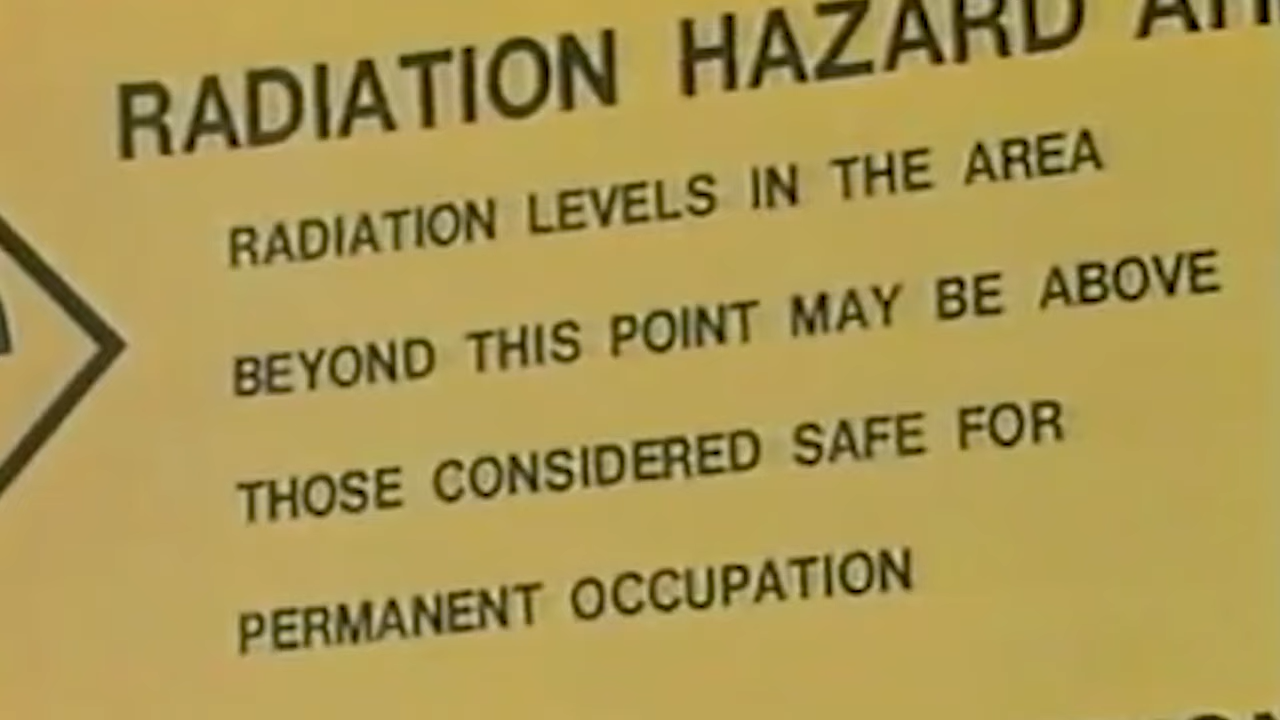 RADIATION HAZARD
RADIATION LEVELS IN THE AREA
BEYOND THIS POINT MAY BE ABOVE
THOSE CONSIDERED SAFE FOR
PERMANENT OCCUPATION